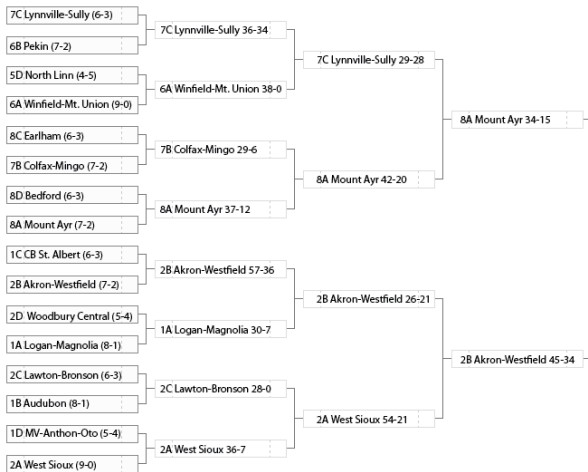 7C Lynnville-Sully (6-3)
6B Pekin (7-2)
5D North Linn (4-5)
6A Winfield-Mt. Union (9-0)
8C Earlham (6-3)
7B Colfax-Mingo (7-2)
8D Bedford (6-3)
8A Mount Ayr (7-2)
1C CB St. Albert (6-3)
2B Akron-Westfield (7-2)
2D Woodbury Central (5-4)
1A Logan-Magnolia (8-1)
2C Lawton-Bronson (6-3)
1B Audubon (8-1)
1D MV-Anthon-Oto (5-4)
2A West Sioux (9-0)
7C Lynnville-Sully 36-34
6A Winfield-Mt. Union 38-0
7B Colfax-Mingo 29-6
8A Mount Ayr 37-12
2B Akron-Westfield 57-36
1A Logan-Magnolia 30-7
2C Lawton-Bronson 28-0
2A West Sioux 36-7
7C Lynnville-Sully 29-28
8A Mount Ayr 42-20
2B Akron-Westfield 26-21
2A West Sioux 54-21
8A Mount Ayr 34-15
2B Akron-Westfield 45-34